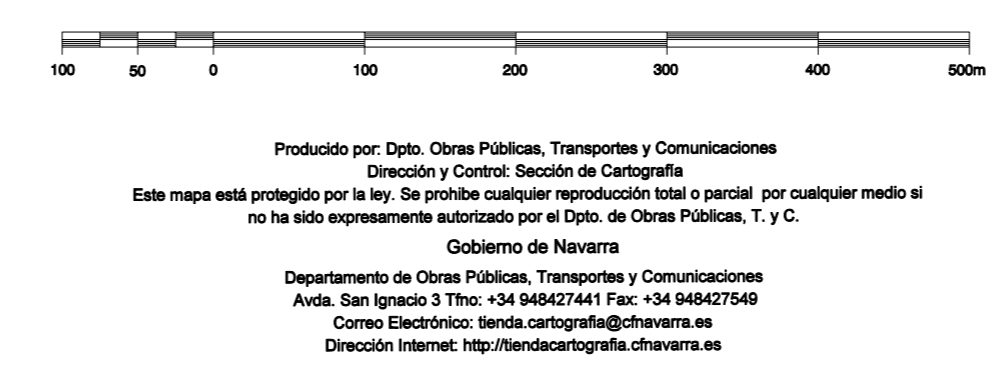 100 50 0 100 200 300 400 500m
Producido por: Dpto. Obras Públicas, Transportes y Comunicaciones
Dirección y Control: Sección de Cartografía
Este mapa está protegido por la ley. Se prohibe cualquier reproducción total o parcial por cualquier medio si
no ha sido expresamente autorizado por el Dpto. de Obras Públicas, T. y C.
Gobierno de Navarra
Departamento de Obras Públicas, Transportes y Comunicaciones
Avda. San Ignacio 3 Tfno: +34 948427441 Fax: +34 948427549
Correo Electrónico: tienda.cartografia@cfnavarra.es
Dirección Internet: http://tiendacartografia.cfnavarra.es